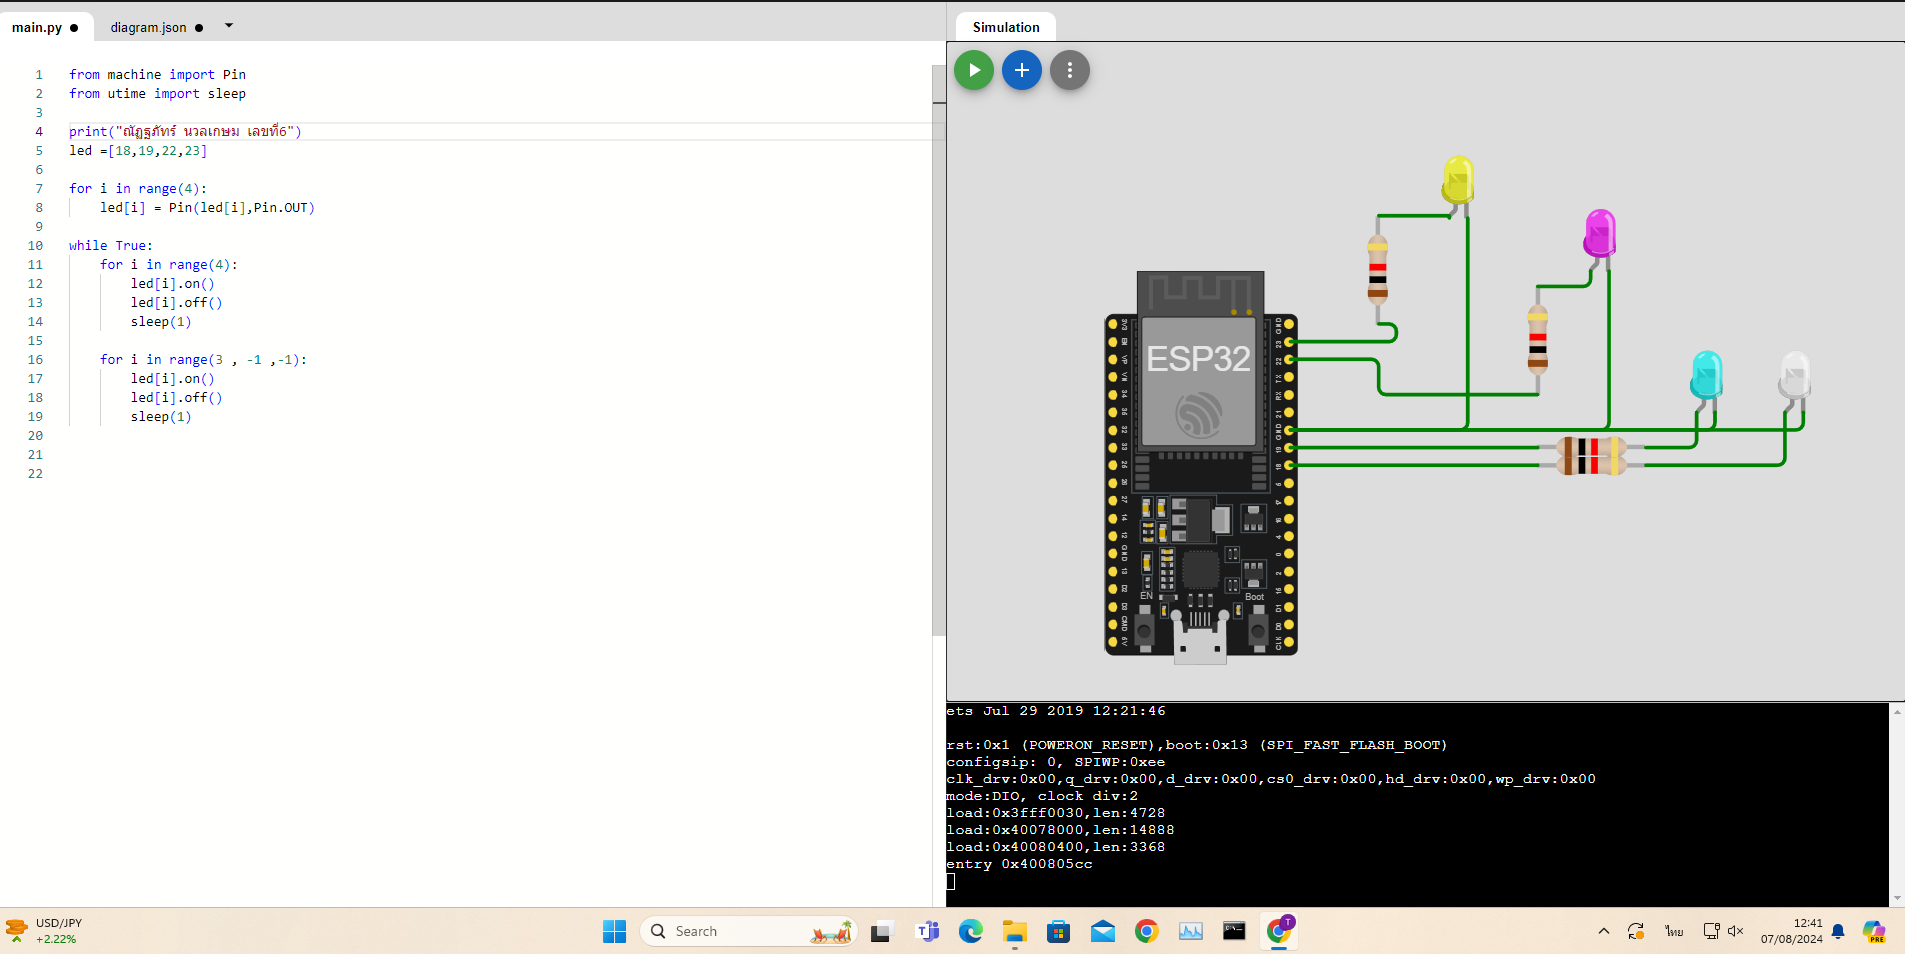 main.py
diagram.json
Simulation
1 from machine import Pin
2 from utime import sleep
3
4 print("ณัฏฐภัทร์ นวลเกษม เลขที่6")
5 led =[18,19,22,23]
6
7 for i in range(4):
8 led[i] = Pin(led[i],Pin.OUT)
9
10 while True:
11 for i in range(4):
12 led[i].on()
13 led[i].off()
14 sleep(1)
15
16 for i in range(3 , -1 ,-1):
17 led[i].on()
18 led[i].off()
19 sleep(1)
20
21
22
ESP32
EN
Boot
ets Jul 29 2019 12:21:46
rst:0x1 (POWERON_RESET),boot:0x13 (SPI_FAST_FLASH_BOOT)
configsip: 0, SPIWP:0xee
clk_drv:0x00,q_drv:0x00,d_drv:0x00,cs0_drv:0x00,hd_drv:0x00,wp_drv:0x00
mode:DIO, clock div:2
load:0x3fff0030,len:4728
load:0x40078000,len:14888
load:0x40080400,len:3368
entry 0x400805cc
USD/JPY
+2.22%
Search
ไทย
12:41
07/08/2024
PRE